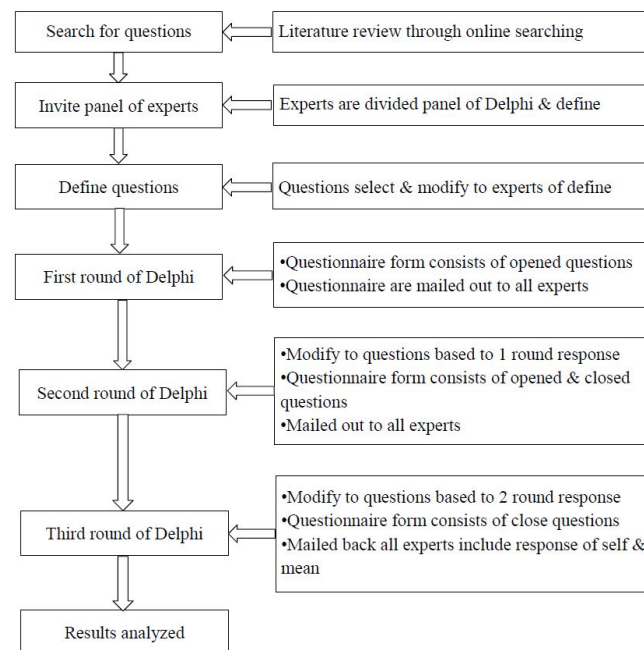 Search for questions
Literature review through online searching
Invite panel of experts
Experts are divided panel of Delphi & define
Define questions
Questions select & modify to experts of define
First round of Delphi
•Questionnaire form consists of opened questions
•Questionnaire are mailed out to all experts
Second round of Delphi
•Modify to questions based to 1 round response
•Questionnaire form consists of opened & closed
questions
•Mailed out to all experts
Third round of Delphi
•Modify to questions based to 2 round response
•Questionnaire form consists of close questions
•Mailed back all experts include response of self &
mean
Results analyzed